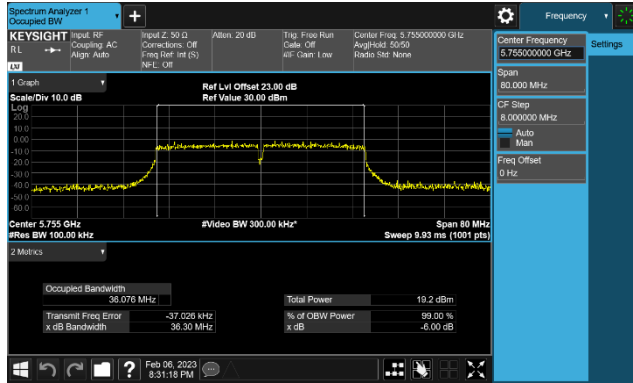 Spectrum Analyzer 1
Occupied BW
Frequency
KEYSIGHT
RL
LXI
Input: RF
Coupling: AC
Align: Auto
Input Z: 50 Ω
Corrections: Off
Freq Ref: Int (S)
NFE: Off
Atten: 20 dB
Trig: Free Run
Gate: Off
#IF Gain: Low
Center Freq: 5.755000000 GHz
Avg|Hold: 50/50
Radio Std: None
Center Frequency
5.755000000 GHz
Settings
Span
80.000 MHz
CF Step
8.000000 MHz
Auto
Man
Freq Offset
0 Hz
1 Graph
Scale/Div 10.0 dB
Ref Lvl Offset 23.00 dB
Ref Value 30.00 dBm
Log
20.0
10.0
0.00
-10.0
-20.0
-30.0
-40.0
-50.0
-60.0
Center 5.755 GHz
#Res BW 100.00 kHz
#Video BW 300.00 kHz*
Span 80 MHz
Sweep 9.93 ms (1001 pts)
2 Metrics
Occupied Bandwidth
36.076 MHz
Total Power 19.2 dBm
Transmit Freq Error -37.026 kHz
% of OBW Power 99.00 %
x dB Bandwidth 36.30 MHz
x dB -6.00 dB
?
Feb 06, 2023
8:31:18 PM